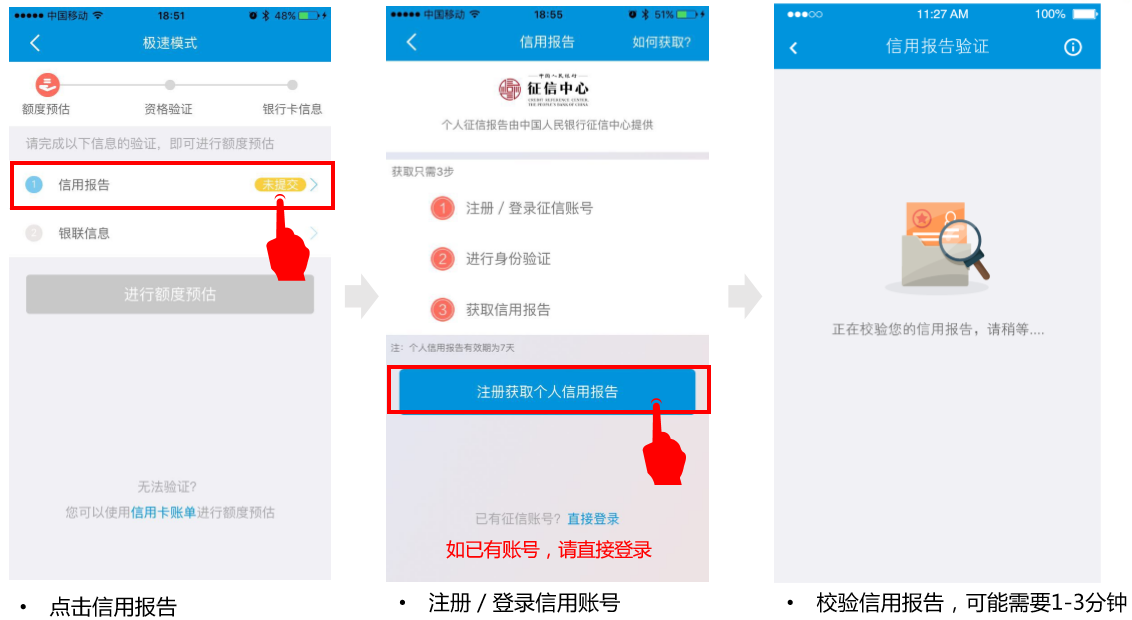 中国移动 18:51 48%
极速模式
额度预估 资格验证 银行卡信息
请完成以下信息的验证，即可进行额度预估
1 信用报告 未提交
2 银联信息
进行额度预估
无法验证?
您可以使用信用卡账单进行额度预估
• 点击信用报告
中国移动 18:55 51%
信用报告 如何获取?
中国人民银行
征信中心
CREDIT REFERENCE CENTER,
THE PEOPLE'S BANK OF CHINA
个人征信报告由中国人民银行征信中心提供
获取只需3步
1 注册 / 登录征信账号
2 进行身份验证
3 获取信用报告
注: 个人信用报告有效期为7天
注册获取个人信用报告
已有征信账号? 直接登录
如已有账号，请直接登录
• 注册 / 登录信用账号
11:27 AM 100%
信用报告验证
正在校验您的信用报告，请稍等....
• 校验信用报告，可能需要1-3分钟